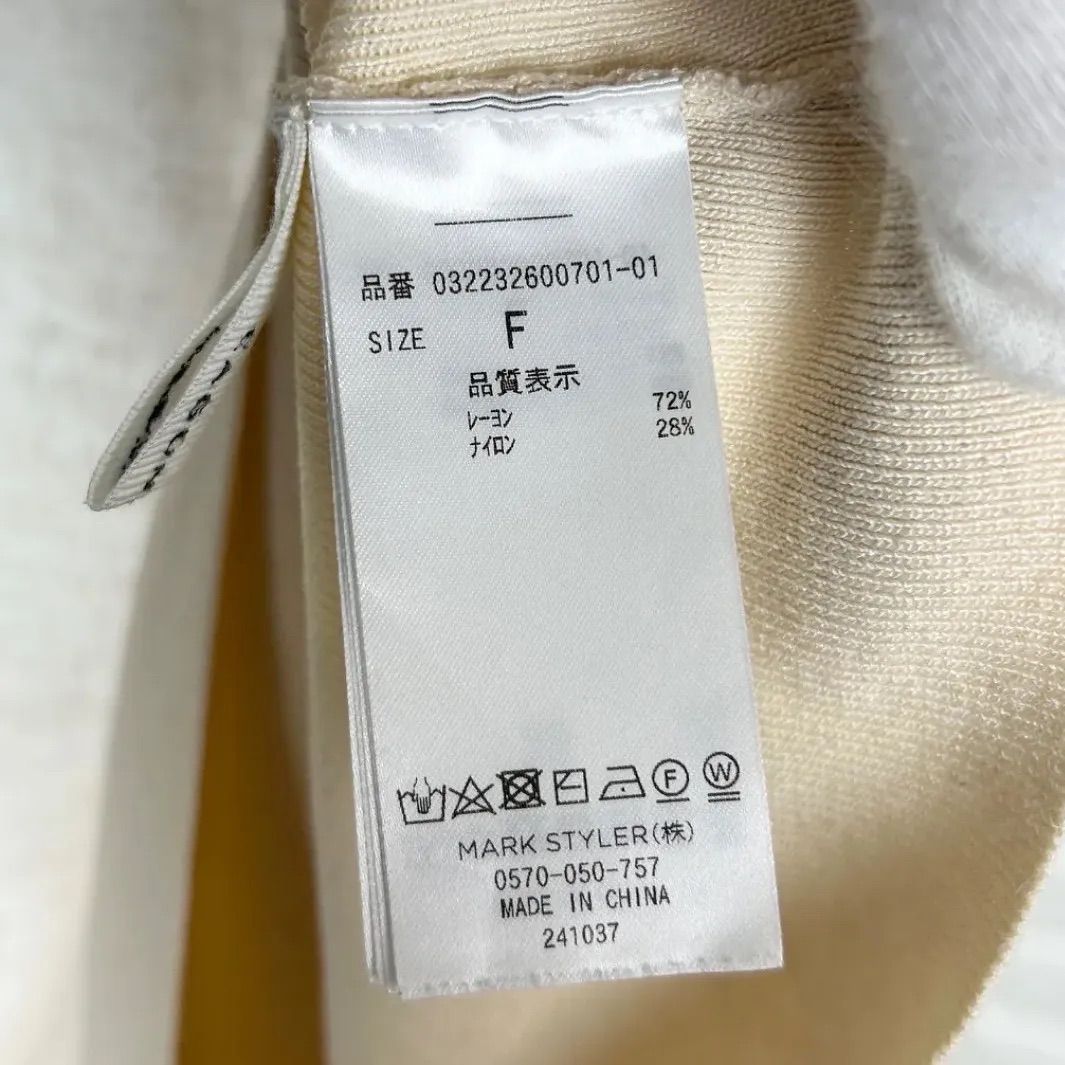 品番 032232600701-01
SIZE F
品質表示
レーヨン 72%
ナイロン 28%
F W
MARK STYLER(株)
0570-050-757
MADE IN CHINA
241037